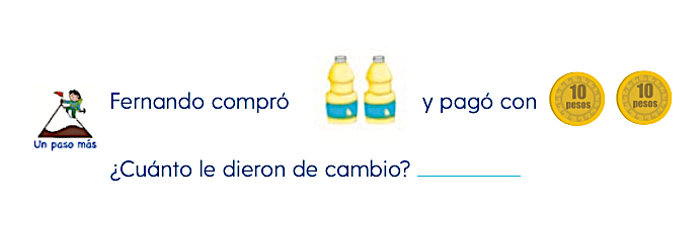 Fernando compró y pagó con 10 pesos 10 pesos
Un paso más
¿Cuánto le dieron de cambio?